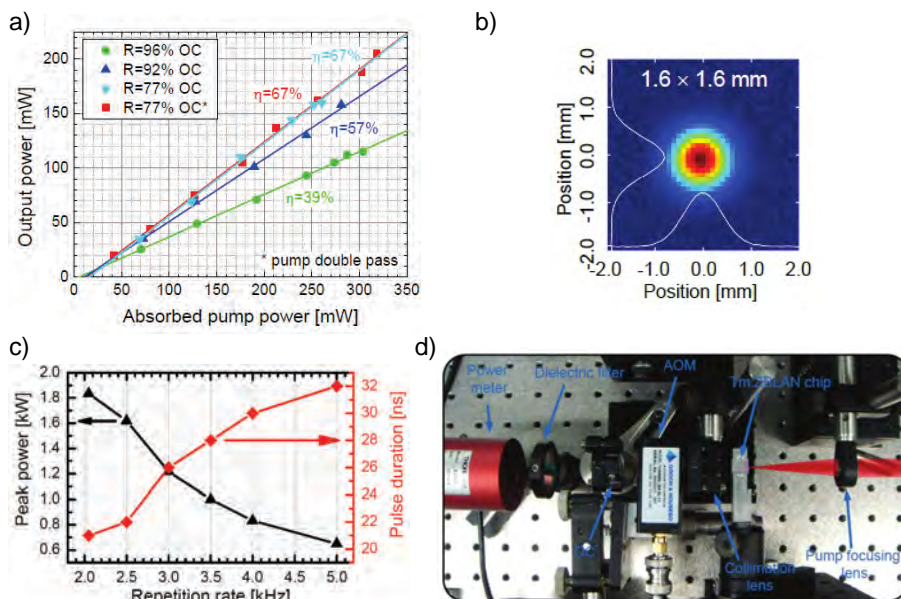 a)
200
150
100
50
0
Output power [mW]
R=96% OC
R=92% OC
R=77% OC
R=77% OC*
η=67%
η=67%
η=57%
η=39%
* pump double pass
0 50 100 150 200 250 300 350
Absorbed pump power [mW]
b)
1.6 × 1.6 mm
2.0
1.0
0.0
-1.0
-2.0
Position [mm]
-1.9 -1.0 0.0 1.0 2.0
Position [mm]
c)
2.0
1.8
1.6
1.4
1.2
1.0
0.8
0.6
Peak power [kW]
32
30
28
26
24
22
20
Pulse duration [ns]
2.0 2.5 3.0 3.5 4.0 4.5 5.0
Repetition rate [kHz]
d)
Power
meter
Dielectric filter
AOM
Tm:ZBLAN chip
OC
Collimation
lens
Pump focusing
lens